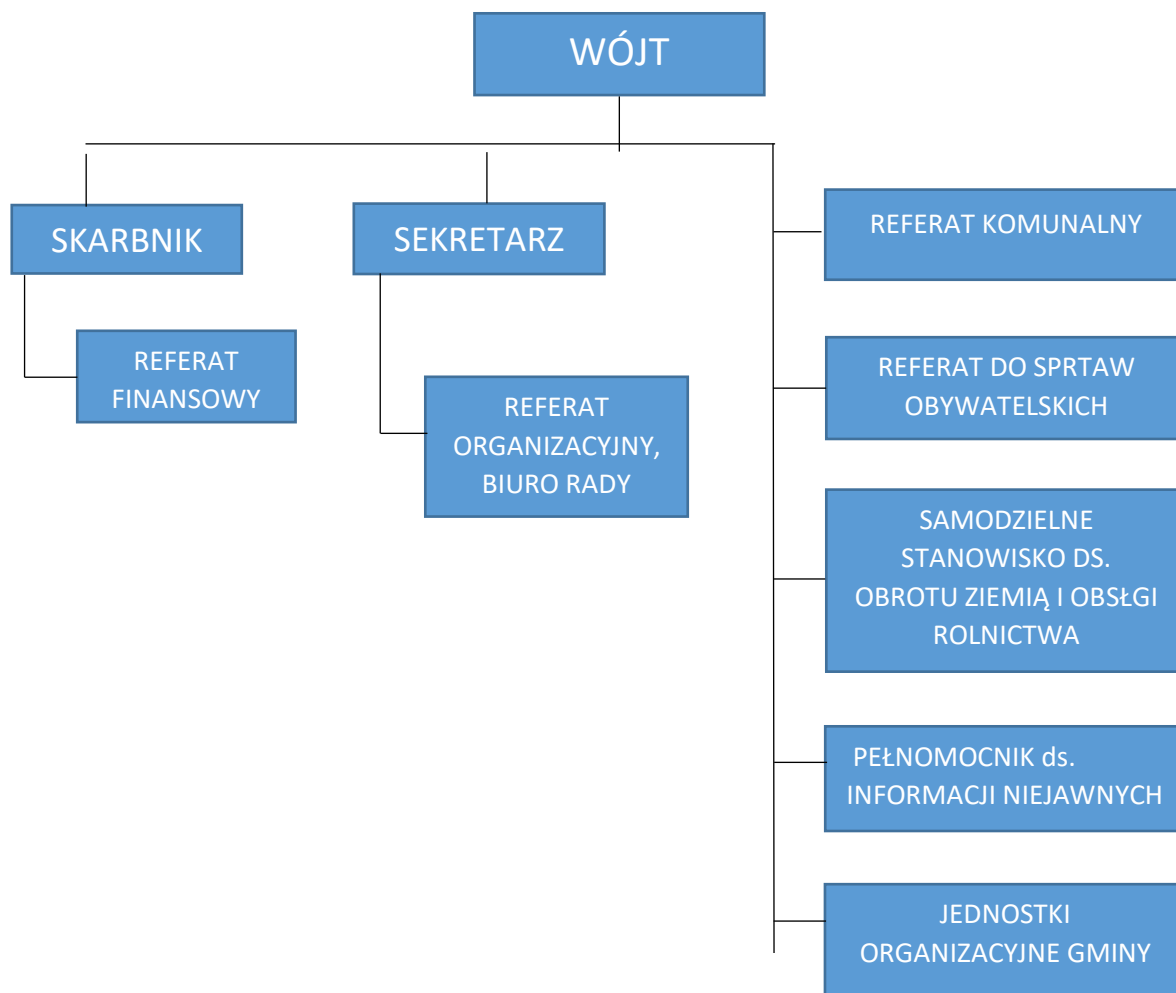 WÓJT
SKARBNIK
REFERAT
FINANSOWY
SEKRETARZ
REFERAT
ORGANIZACYJNY,
BIURO RADY
REFERAT KOMUNALNY
REFERAT DO SPRTAW
OBYWATELSKICH
SAMODZIELNE
STANOWISKO DS.
OBROTU ZIEMIĄ I OBSŁGI
ROLNICTWA
PEŁNOMOCNIK ds.
INFORMACJI NIEJAWNYCH
JEDNOSTKI
ORGANIZACYJNE GMINY